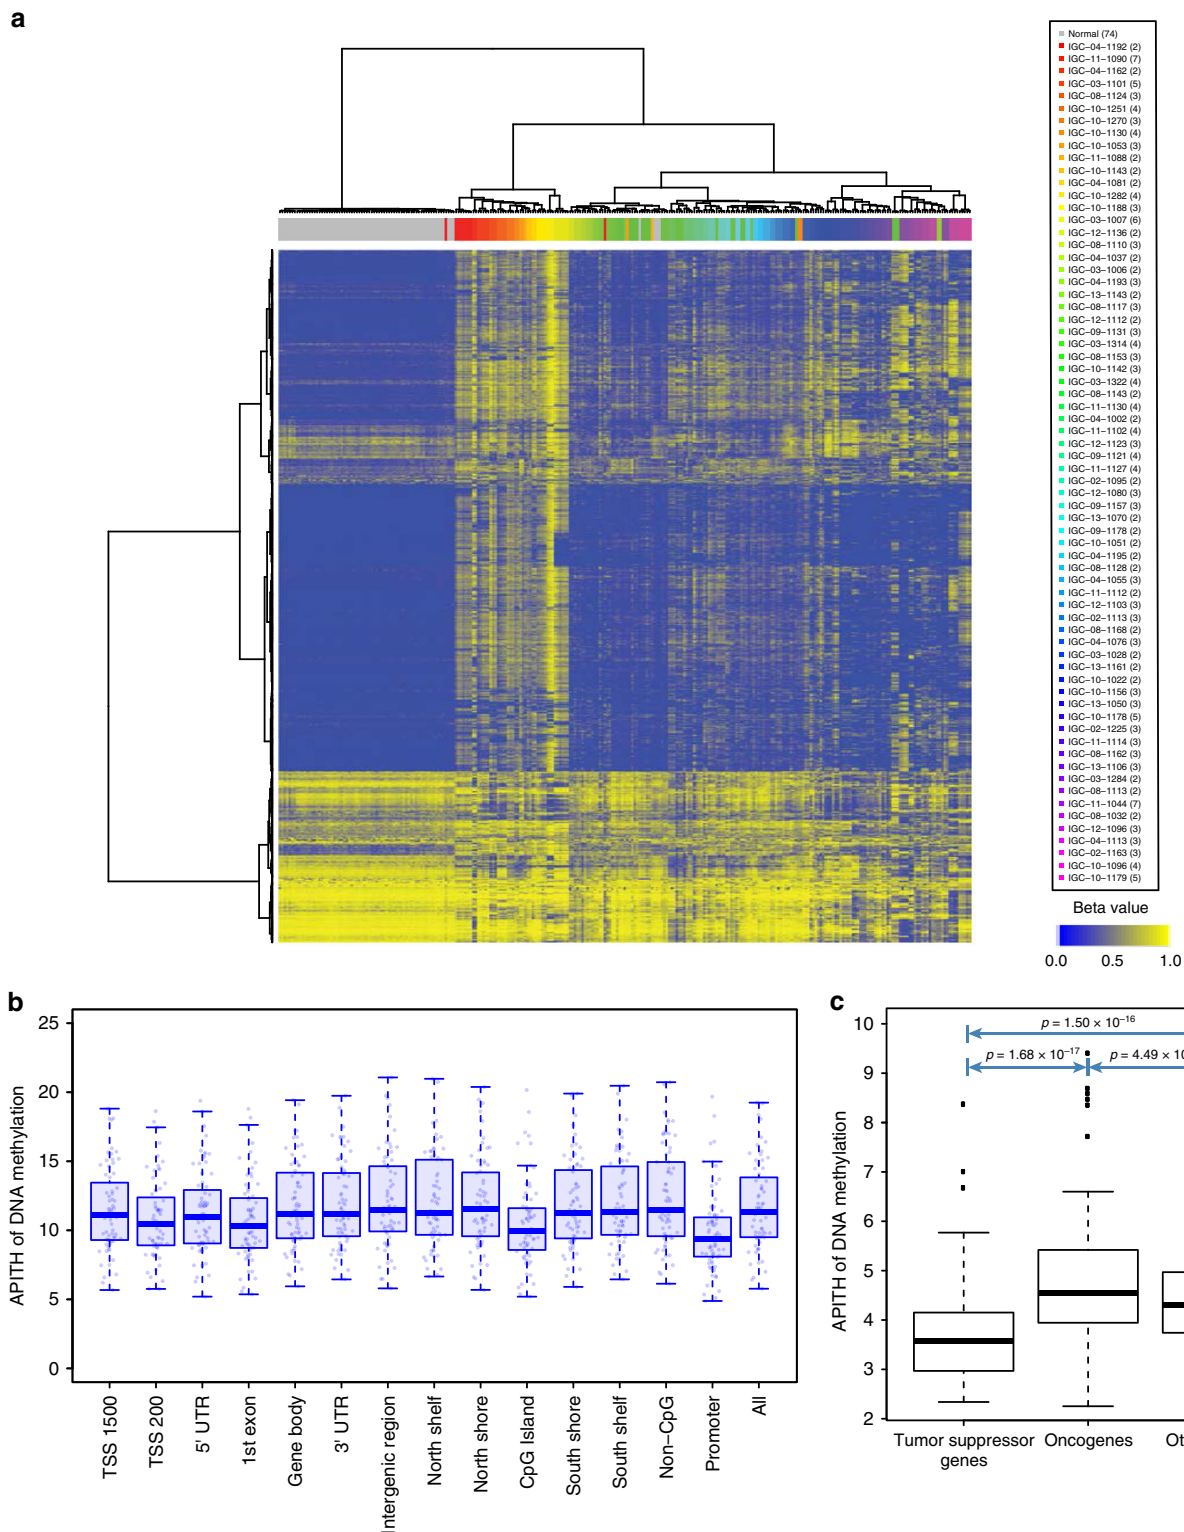 a
Normal (74)
IGC–04–1192 (2)
IGC–11–1090 (7)
IGC–04–1162 (2)
IGC–03–1101 (5)
IGC–08–1124 (3)
IGC–10–1251 (4)
IGC–10–1270 (3)
IGC–10–1130 (4)
IGC–10–1053 (3)
IGC–11–1088 (2)
IGC–10–1143 (2)
IGC–04–1081 (2)
IGC–10–1282 (4)
IGC–10–1188 (3)
IGC–03–1007 (6)
IGC–12–1136 (2)
IGC–08–1110 (3)
IGC–04–1037 (2)
IGC–03–1006 (2)
IGC–04–1193 (3)
IGC–13–1143 (2)
IGC–08–1117 (3)
IGC–12–1112 (2)
IGC–09–1131 (3)
IGC–03–1314 (4)
IGC–08–1153 (3)
IGC–10–1142 (3)
IGC–03–1322 (4)
IGC–08–1143 (2)
IGC–11–1130 (4)
IGC–04–1002 (2)
IGC–11–1102 (4)
IGC–12–1123 (3)
IGC–09–1121 (4)
IGC–11–1127 (4)
IGC–02–1095 (2)
IGC–12–1080 (3)
IGC–09–1157 (3)
IGC–13–1070 (2)
IGC–09–1178 (2)
IGC–10–1051 (2)
IGC–04–1195 (2)
IGC–08–1128 (2)
IGC–04–1055 (3)
IGC–11–1112 (2)
IGC–12–1103 (3)
IGC–02–1113 (3)
IGC–08–1168 (2)
IGC–04–1076 (3)
IGC–03–1028 (2)
IGC–13–1161 (2)
IGC–10–1022 (2)
IGC–10–1156 (3)
IGC–13–1050 (3)
IGC–10–1178 (5)
IGC–02–1225 (3)
IGC–11–1114 (3)
IGC–08–1162 (3)
IGC–13–1106 (3)
IGC–03–1284 (2)
IGC–08–1113 (2)
IGC–11–1044 (7)
IGC–08–1032 (2)
IGC–12–1096 (3)
IGC–04–1113 (3)
IGC–02–1163 (3)
IGC–10–1096 (4)
IGC–10–1179 (5)
Beta value
0.0 0.5 1.0
b
APITH of DNA methylation
25
20
15
10
5
0
TSS 1500
TSS 200
5' UTR
1st exon
Gene body
3' UTR
Intergenic region
North shelf
North shore
CpG Island
South shore
South shelf
Non–CpG
Promoter
All
c
APITH of DNA methylation
10
9
8
7
6
5
4
3
2
p = 1.50 × 10⁻¹⁶
p = 1.68 × 10⁻¹⁷ p = 4.49 × 10
Tumor suppressor genes
Oncogenes
Ot